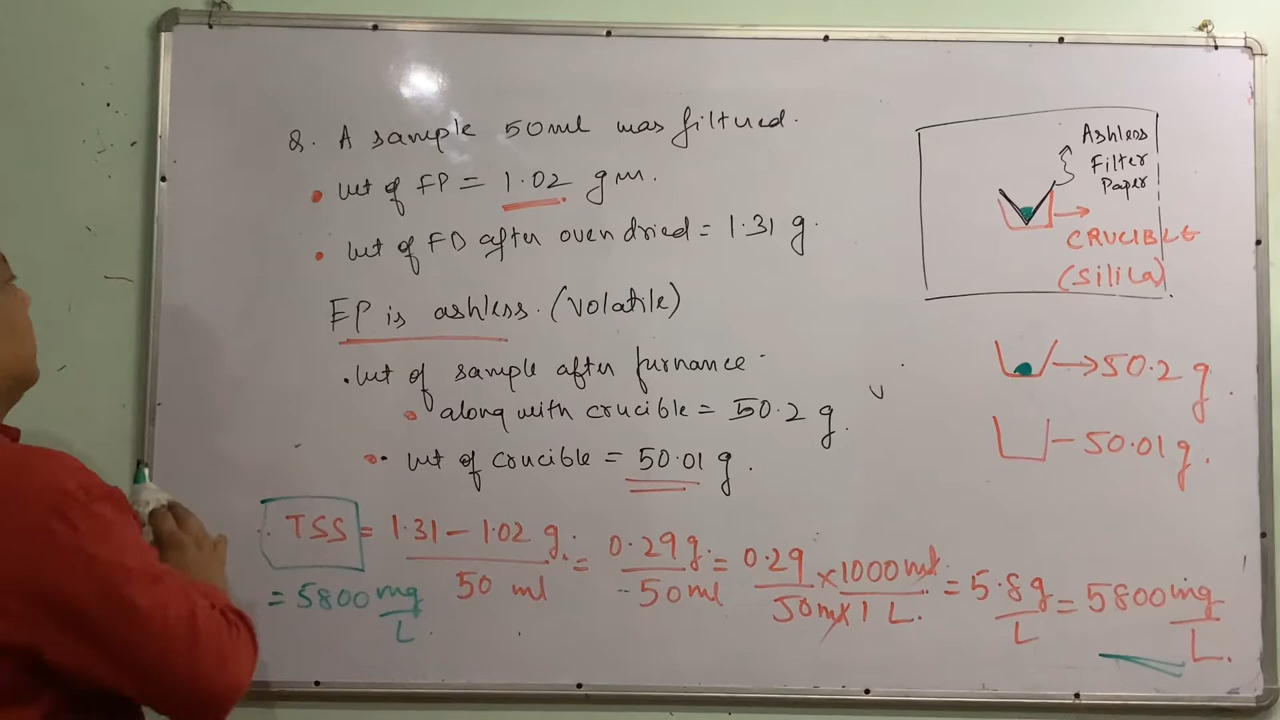 Q. A sample 50ml was filtured.
• wt of FP = 1.02 gm.
• wt of FD after oven dried = 1.31 g.
FP is ashless. (Volatile)
• wt of sample after furnance
• along with crucible = 50.2 g.
• wt of crucible = 50.01 g.
∴ TSS = 1.31 – 1.02 g. / 50 ml = 0.29 g. / 50 ml = 0.29 / 50 ml × 1000 ml / 1 L. = 5.8 g / L = 5800 mg / L.
= 5800 mg / L.
Ashless
Filter
Paper
CRUCIBLE
(Silica)
→ 50.2 g
– 50.01 g.